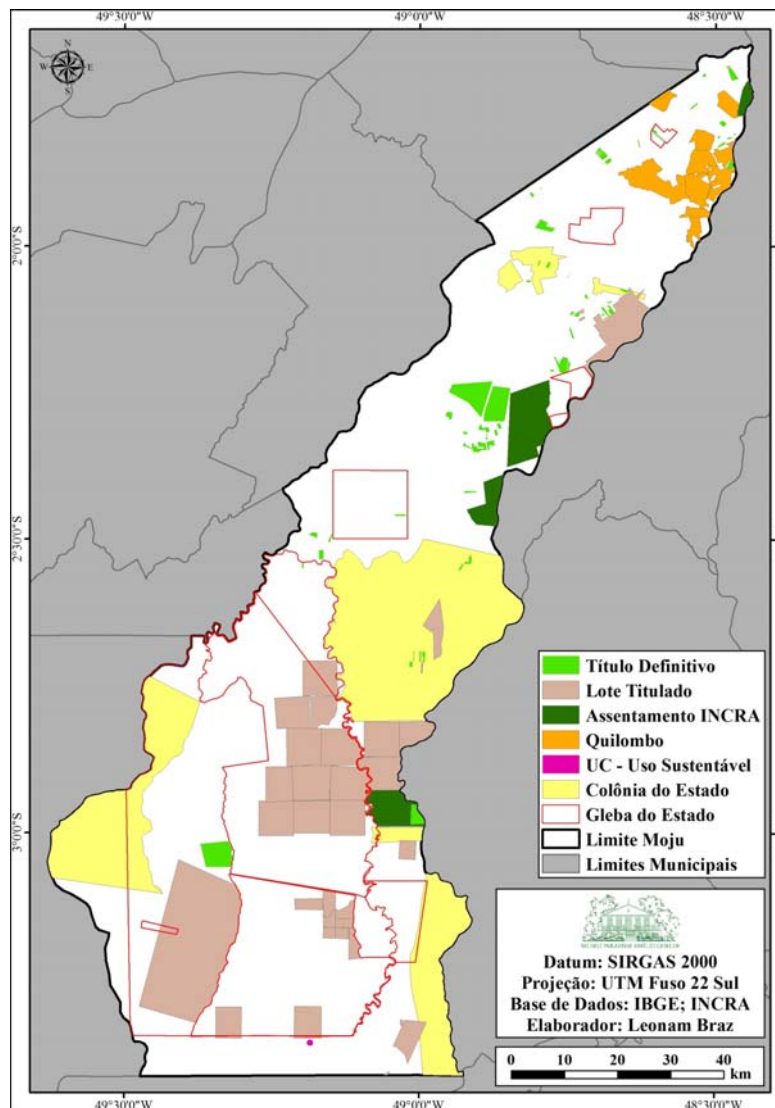 49°30'0"W 49°0'0"W 48°30'0"W
N
W E
S
2°0'0"S
2°30'0"S
3°0'0"S
Título Definitivo
Lote Titulado
Assentamento INCRA
Quilombo
UC - Uso Sustentável
Colônia do Estado
Gleba do Estado
Limite Moju
Limites Municipais
Datum: SIRGAS 2000
Projeção: UTM Fuso 22 Sul
Base de Dados: IBGE; INCRA
Elaborador: Leonam Braz
0 10 20 30 40
km
49°30'0"W 49°0'0"W 48°30'0"W